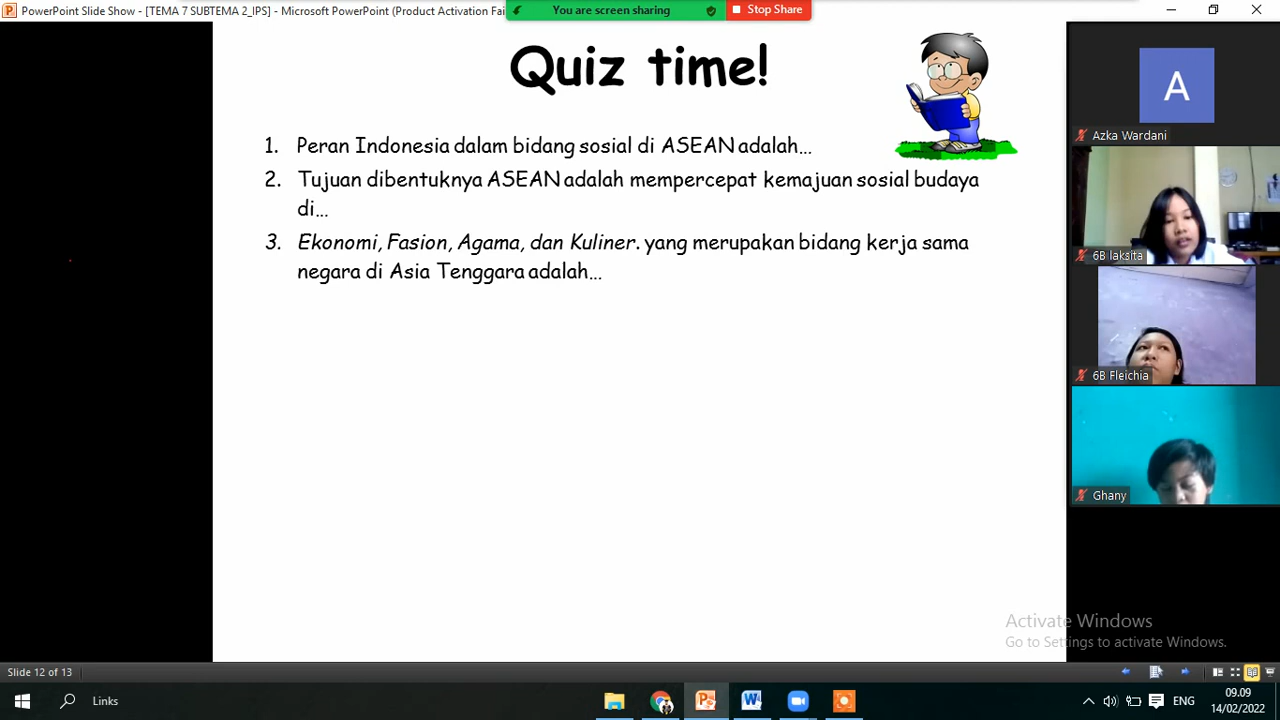 PowerPoint Slide Show - [TEMA 7 SUBTEMA 2_IPS] - Microsoft PowerPoint (Product Activation Fai
You are screen sharing
Stop Share
Quiz time!
1. Peran Indonesia dalam bidang sosial di ASEAN adalah...
2. Tujuan dibentuknya ASEAN adalah mempercepat kemajuan sosial budaya
di...
3. Ekonomi, Fasion, Agama, dan Kuliner. yang merupakan bidang kerja sama
negara di Asia Tenggara adalah...
A
Azka Wardani
6B laksita
6B Fleichia
Ghany
Activate Windows
Go to Settings to activate Windows.
Slide 12 of 13
Links
ENG
09.09
14/02/2022